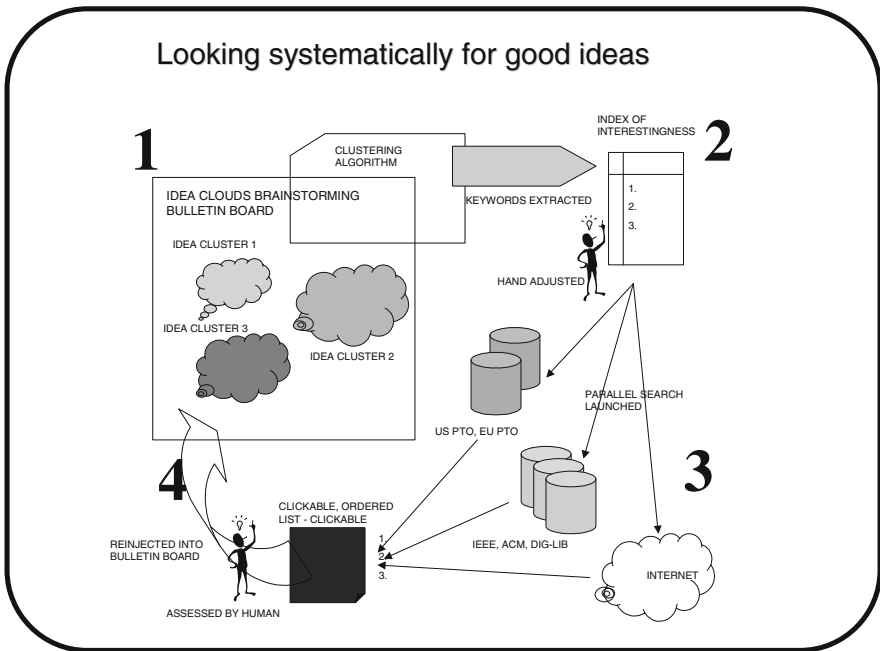 Looking systematically for good ideas
1
CLUSTERING
ALGORITHM
INDEX OF
INTERESTINGNESS
2
IDEA CLOUDS BRAINSTORMING
BULLETIN BOARD
KEYWORDS EXTRACTED
1.
2.
3.
IDEA CLUSTER 1
HAND ADJUSTED
IDEA CLUSTER 3
IDEA CLUSTER 2
PARALLEL SEARCH
LAUNCHED
US PTO, EU PTO
3
4
CLICKABLE, ORDERED
LIST - CLICKABLE
1.
2.
3.
IEEE, ACM, DIG-LIB
REINJECTED INTO
BULLETIN BOARD
INTERNET
ASSESSED BY HUMAN